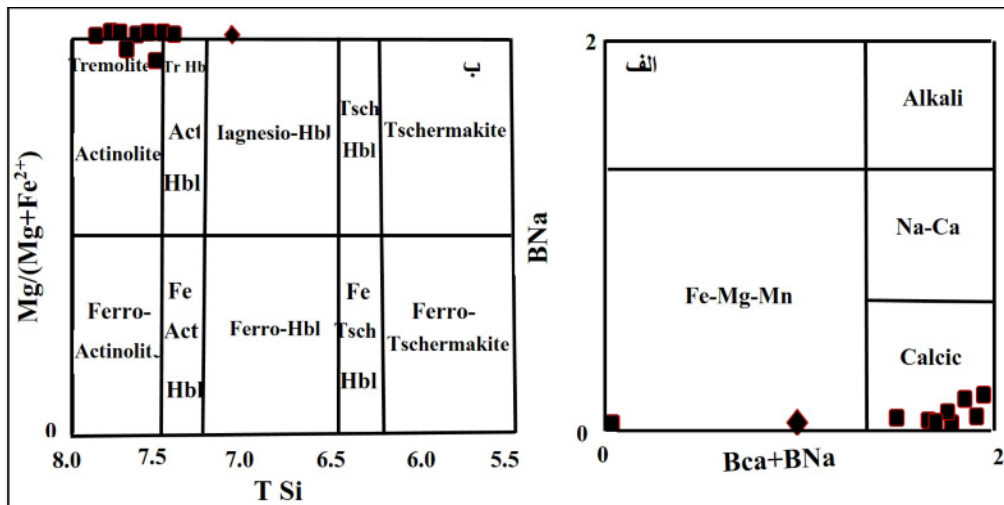 ب
Tremolite
Tr Hb
Actinolite
Act
Hbl
Iagnesio-Hbl
Tsch
Hbl
Tschermakite
Ferro-
Actinolit
Fe
Act
Hbl
Ferro-Hbl
Fe
Tsch
Hbl
Ferro-
Tschermakite
Mg/(Mg+Fe²⁺)
0
8.0 7.5 7.0 6.5 6.0 5.5
T Si
الف
2
Alkali
Na-Ca
Fe-Mg-Mn
Calcic
BNa
0
0 2
Bca+BNa